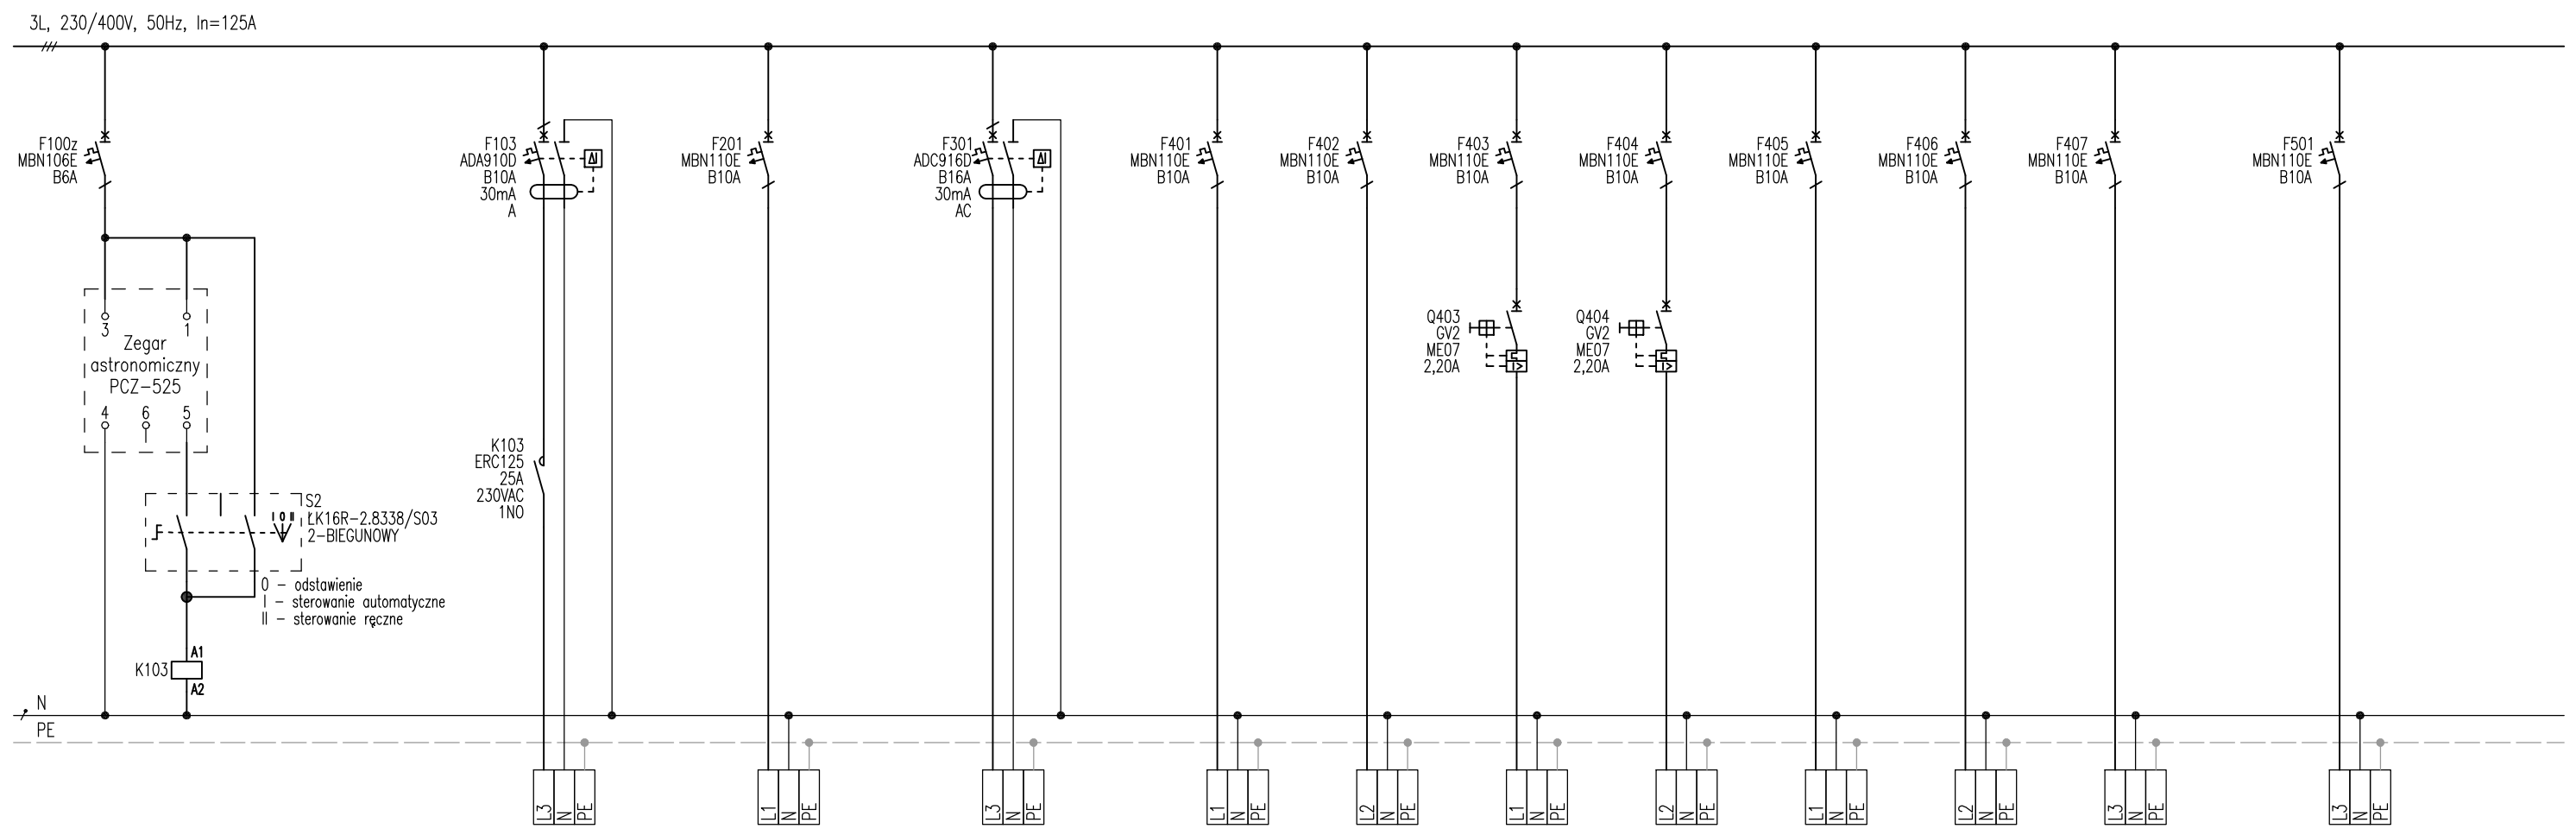 3L, 230/400V, 50Hz, In=125A
F100z
MBN106E
B6A
3
1
Zegar
astronomiczny
PCZ-525
4
6
5
S2
I 0 II
ŁK16R-2.8338/S03
2-BIEGUNOWY
0 - odstawienie
I - sterowanie automatyczne
II - sterowanie ręczne
A1
K103
A2
N
PE
F103
ADA910D
B10A
30mA
A
ΔI
K103
ERC125
25A
230VAC
1NO
F201
MBN110E
B10A
F301
ADC916D
B16A
30mA
AC
ΔI
F401
MBN110E
B10A
F402
MBN110E
B10A
F403
MBN110E
B10A
Q403
GV2
ME07
2,20A
I>
F404
MBN110E
B10A
Q404
GV2
ME07
2,20A
I>
F405
MBN110E
B10A
F406
MBN110E
B10A
F407
MBN110E
B10A
F501
MBN110E
B10A
L3 N PE
L1 N PE
L3 N PE
L1 N PE
L2 N PE
L1 N PE
L2 N PE
L1 N PE
L2 N PE
L3 N PE
L3 N PE